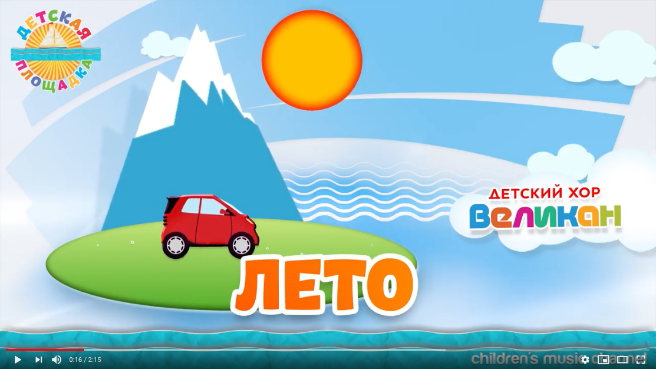 ДЕТСКАЯ
ПЛОЩАДКА
ДЕТСКИЙ ХОР
ВЕЛИКАН
ЛЕТО
children's music channel
0:16 / 2:15